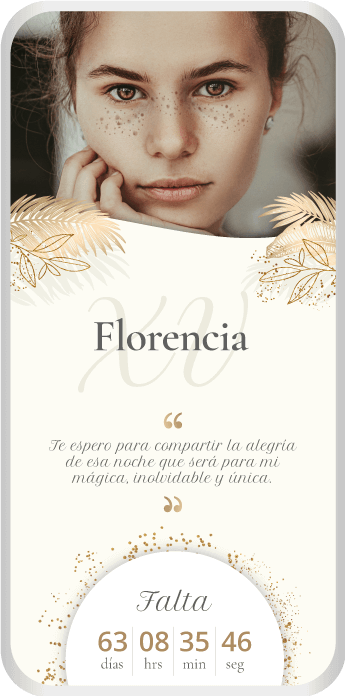 XV
Florencia
“
Te espero para compartir la alegría
de esa noche que será para mi
mágica, inolvidable y única.
”
Falta
63 08 35 46
días hrs min seg